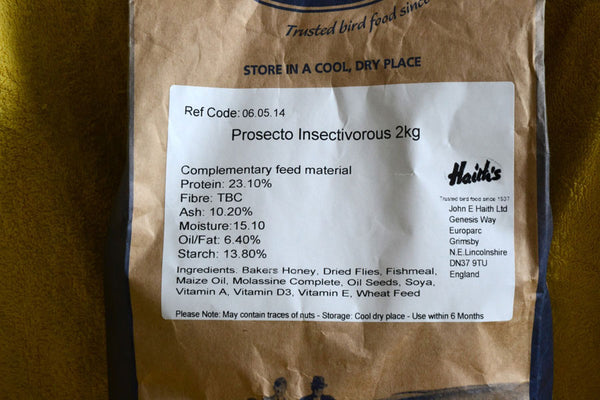 Trusted bird food since
STORE IN A COOL, DRY PLACE
Ref Code: 06.05.14
Prosecto Insectivorous 2kg
Complementary feed material
Protein: 23.10%
Fibre: TBC
Ash: 10.20%
Moisture: 15.10
Oil/Fat: 6.40%
Starch: 13.80%
Ingredients: Bakers Honey, Dried Flies, Fishmeal,
Maize Oil, Molassine Complete, Oil Seeds, Soya,
Vitamin A, Vitamin D3, Vitamin E, Wheat Feed
Haith's
Trusted bird food since 1937
John E Haith Ltd
Genesis Way
Europarc
Grimsby
N.E.Lincolnshire
DN37 9TU
England
Please Note: May contain traces of nuts - Storage: Cool dry place - Use within 6 Months